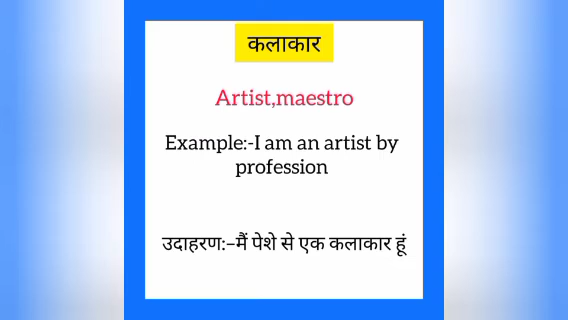 कलाकार
Artist,maestro
Example:-I am an artist by
profession
उदाहरण:–मैं पेशे से एक कलाकार हूं